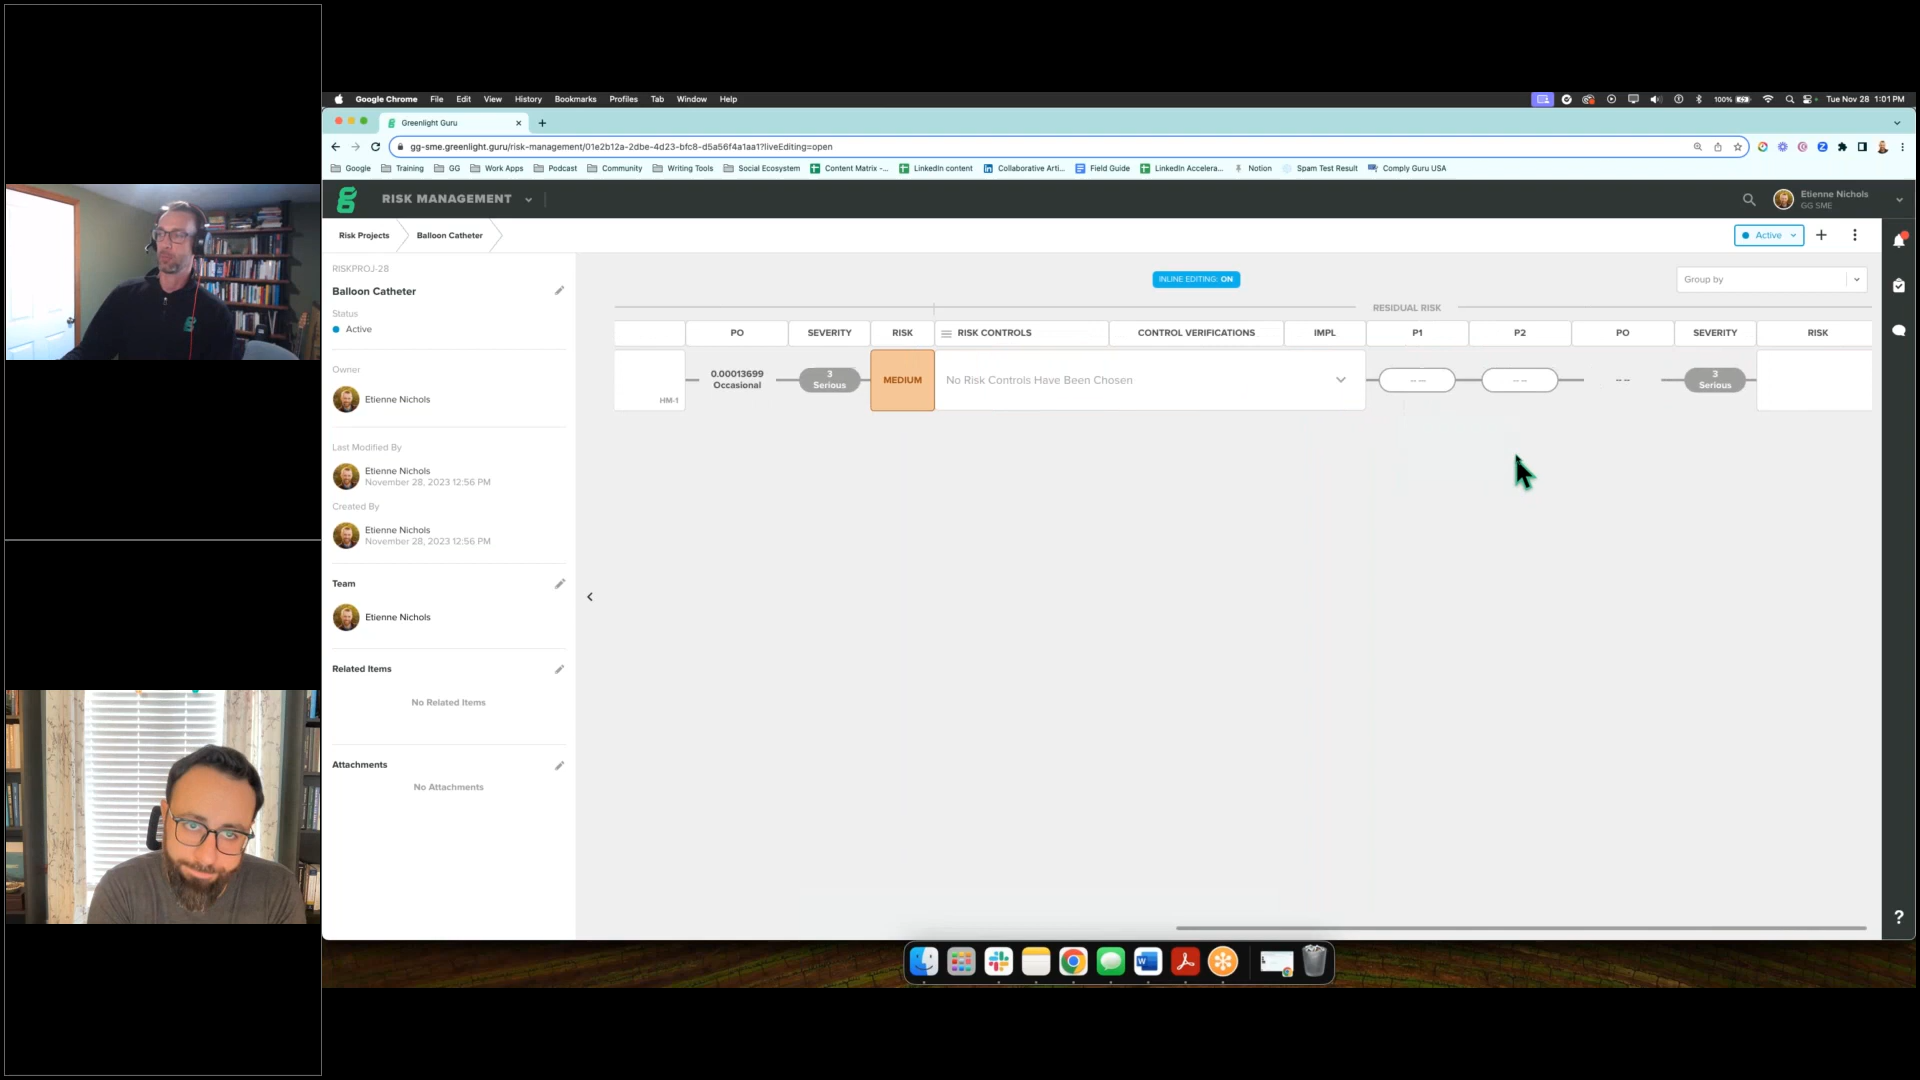 Google Chrome File Edit View History Bookmarks Profiles Tab Window Help
100% Tue Nov 28 1:01 PM
Greenlight Guru
gg-sme.greenlight.guru/risk-management/01e2b12a-2dbe-4d23-bfc8-d5a56f4a1aa1?liveEditing=open
Google Training GG Work Apps Podcast Community Writing Tools Social Ecosystem Content Matrix -... LinkedIn content Collaborative Arti... Field Guide LinkedIn Accelera... Notion Spam Test Result Comply Guru USA
RISK MANAGEMENT
Etienne Nichols
GG SME
Risk Projects Balloon Catheter
Active
RISKPROJ-28
Balloon Catheter
Status
Active
Owner
Etienne Nichols
Last Modified By
Etienne Nichols
November 28, 2023 12:56 PM
Created By
Etienne Nichols
November 28, 2023 12:56 PM
Team
Etienne Nichols
Related Items
No Related Items
Attachments
No Attachments
INLINE EDITING: ON
Group by
RESIDUAL RISK
PO SEVERITY RISK RISK CONTROLS CONTROL VERIFICATIONS IMPL P1 P2 PO SEVERITY RISK
HM-1
0.00013699
Occasional
3
Serious
MEDIUM
No Risk Controls Have Been Chosen
-- --
-- --
-- --
3
Serious
?